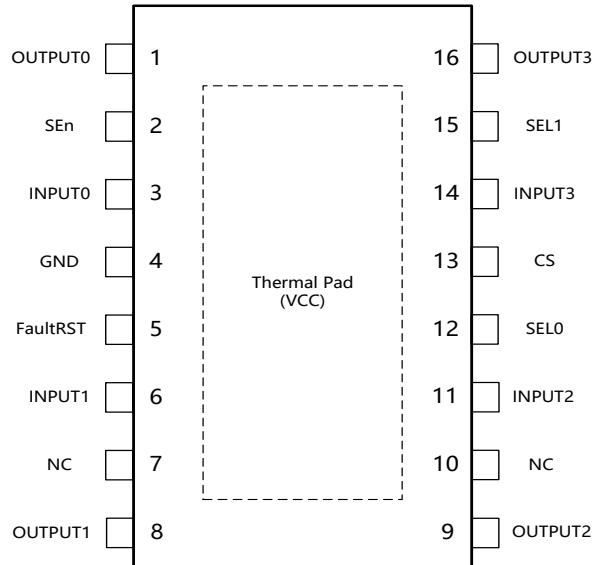 OUTPUT0 1 16 OUTPUT3
SEn 2 15 SEL1
INPUT0 3 14 INPUT3
GND 4 13 CS
Thermal Pad
(VCC)
FaultRST 5 12 SEL0
INPUT1 6 11 INPUT2
NC 7 10 NC
OUTPUT1 8 9 OUTPUT2